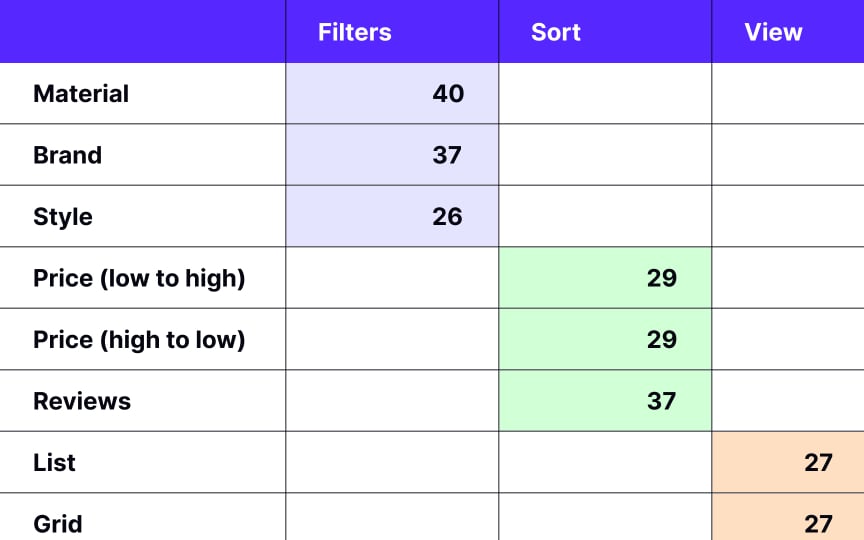 Filters Sort View
Material 40
Brand 37
Style 26
Price (low to high) 29
Price (high to low) 29
Reviews 37
List 27
Grid 27